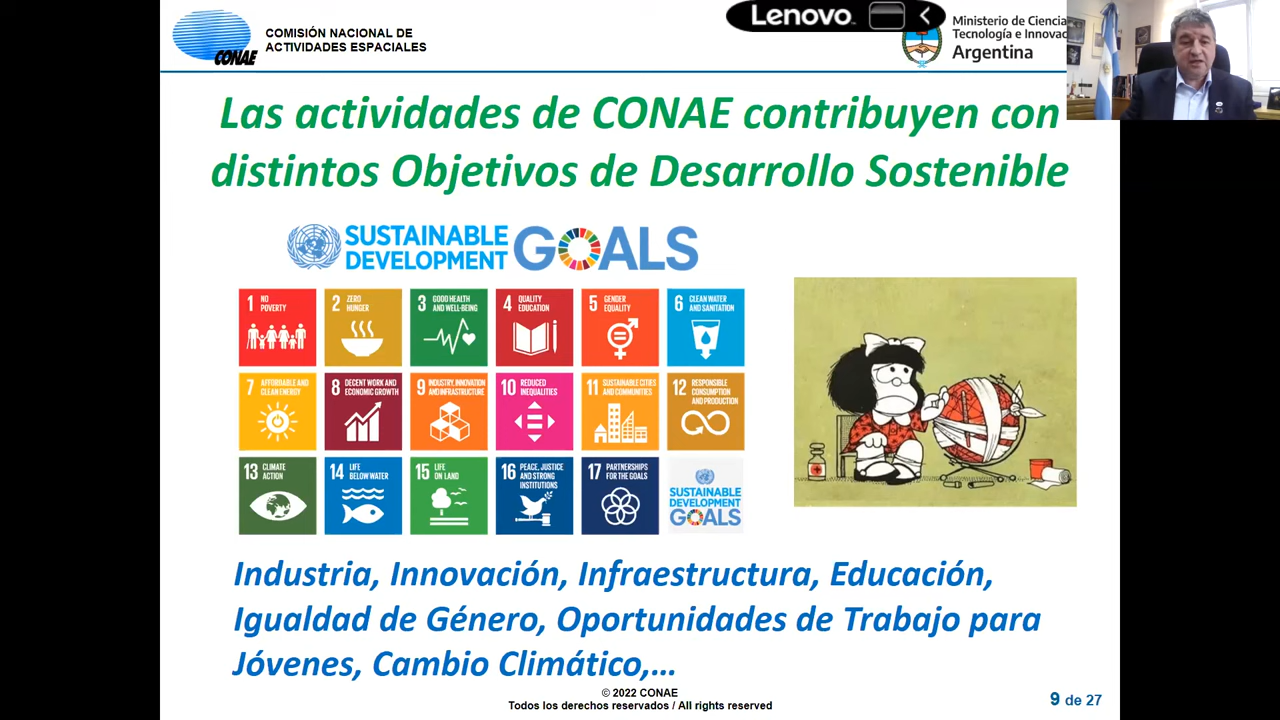 COMISIÓN NACIONAL DE
ACTIVIDADES ESPACIALES
CONAE
Lenovo
Ministerio de Ciencia
Tecnología e Innovac
Argentina
Las actividades de CONAE contribuyen con
distintos Objetivos de Desarrollo Sostenible
SUSTAINABLE
DEVELOPMENT
GOALS
1 NO
POVERTY
2 ZERO
HUNGER
3 GOOD HEALTH
AND WELL-BEING
4 QUALITY
EDUCATION
5 GENDER
EQUALITY
6 CLEAN WATER
AND SANITATION
7 AFFORDABLE AND
CLEAN ENERGY
8 DECENT WORK AND
ECONOMIC GROWTH
9 INDUSTRY, INNOVATION
AND INFRASTRUCTURE
10 REDUCED
INEQUALITIES
11 SUSTAINABLE CITIES
AND COMMUNITIES
12 RESPONSIBLE
CONSUMPTION
AND PRODUCTION
13 CLIMATE
ACTION
14 LIFE
BELOW WATER
15 LIFE
ON LAND
16 PEACE, JUSTICE
AND STRONG
INSTITUTIONS
17 PARTNERSHIPS
FOR THE GOALS
SUSTAINABLE
DEVELOPMENT
GOALS
Industria, Innovación, Infraestructura, Educación,
Igualdad de Género, Oportunidades de Trabajo para
Jóvenes, Cambio Climático,...
© 2022 CONAE
Todos los derechos reservados / All rights reserved
9 de 27